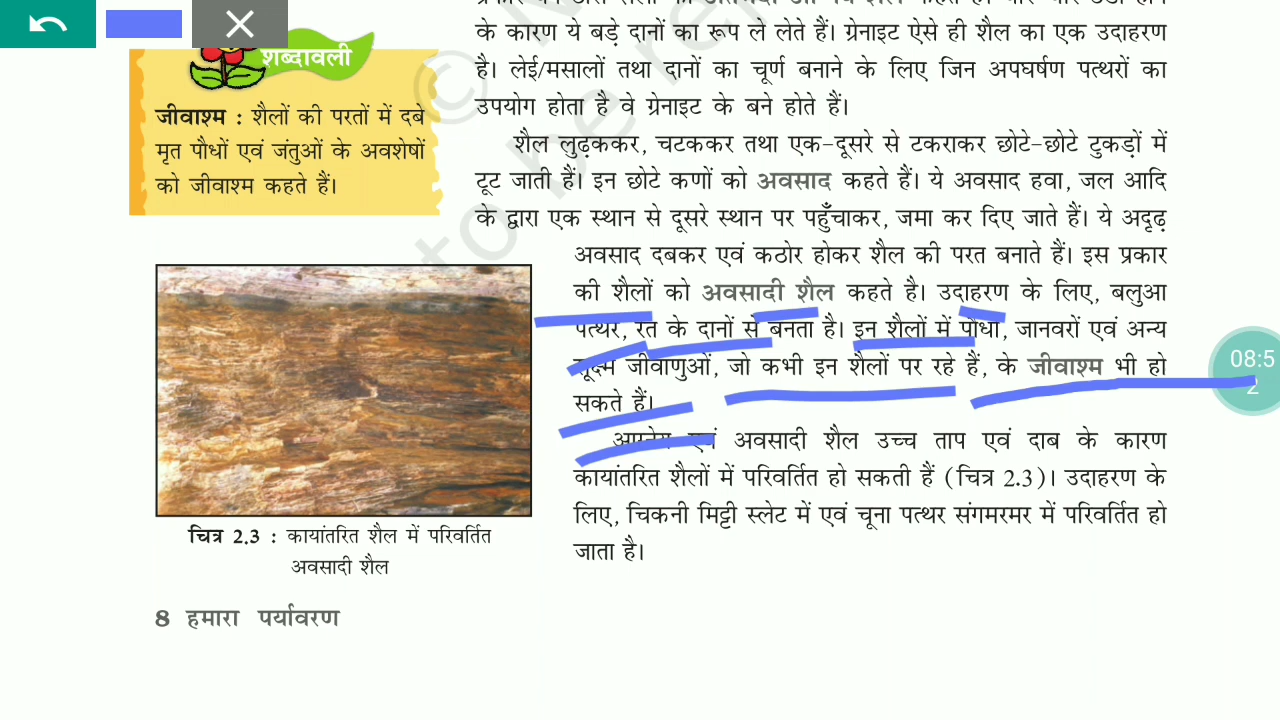 के कारण ये बड़े दानों का रूप ले लेते हैं। ग्रेनाइट ऐसे ही शैल का एक उदाहरण
है। लेई/मसालों तथा दानों का चूर्ण बनाने के लिए जिन अपघर्षण पत्थरों का
उपयोग होता है वे ग्रेनाइट के बने होते हैं।
शब्दावली
जीवाश्म : शैलों की परतों में दबे
मृत पौधों एवं जंतुओं के अवशेषों
को जीवाश्म कहते हैं।
शैल लुढ़ककर, चटककर तथा एक-दूसरे से टकराकर छोटे-छोटे टुकड़ों में
टूट जाती हैं। इन छोटे कणों को अवसाद कहते हैं। ये अवसाद हवा, जल आदि
के द्वारा एक स्थान से दूसरे स्थान पर पहुँचाकर, जमा कर दिए जाते हैं। ये अदृढ़
अवसाद दबकर एवं कठोर होकर शैल की परत बनाते हैं। इस प्रकार
की शैलों को अवसादी शैल कहते है। उदाहरण के लिए, बलुआ
पत्थर, रेत के दानों से बनता है। इन शैलों में पौधों, जानवरों एवं अन्य
सूक्ष्म जीवाणुओं, जो कभी इन शैलों पर रहे हैं, के जीवाश्म भी हो
सकते हैं।
आग्नेय एवं अवसादी शैल उच्च ताप एवं दाब के कारण
कायांतरित शैलों में परिवर्तित हो सकती हैं (चित्र 2.3)। उदाहरण के
लिए, चिकनी मिट्टी स्लेट में एवं चूना पत्थर संगमरमर में परिवर्तित हो
जाता है।
चित्र 2.3 : कायांतरित शैल में परिवर्तित
अवसादी शैल
8 हमारा पर्यावरण
08:5
2